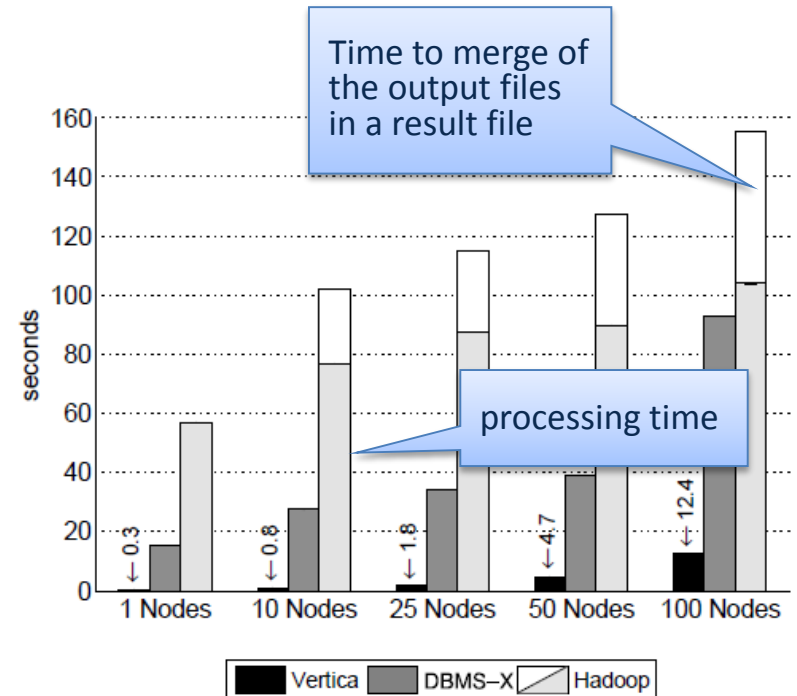 Time to merge of
the output files
in a result file
160
140
120
100
80
60
40
20
0
seconds
processing time
← 0.3
← 0.8
← 1.8
← 4.7
← 12.4
1 Nodes
10 Nodes
25 Nodes
50 Nodes
100 Nodes
Vertica
DBMS–X
Hadoop